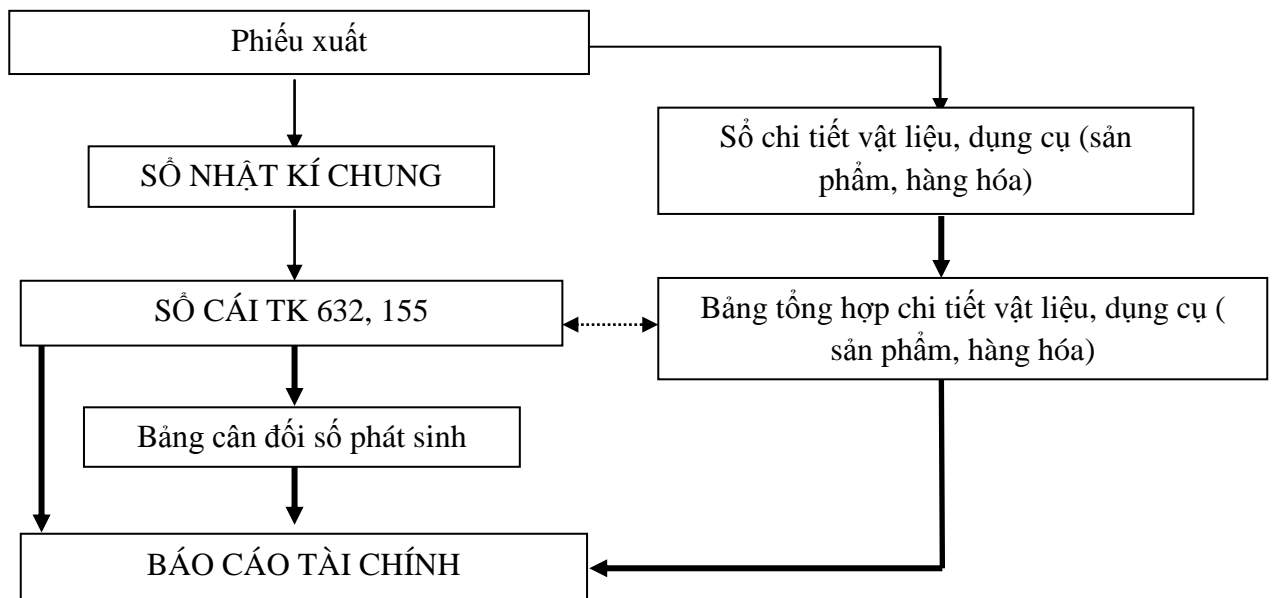 Phiếu xuất
Sổ chi tiết vật liệu, dụng cụ (sản
phẩm, hàng hóa)
SỔ NHẬT KÍ CHUNG
SỔ CÁI TK 632, 155
Bảng tổng hợp chi tiết vật liệu, dụng cụ (
sản phẩm, hàng hóa)
Bảng cân đối số phát sinh
BÁO CÁO TÀI CHÍNH